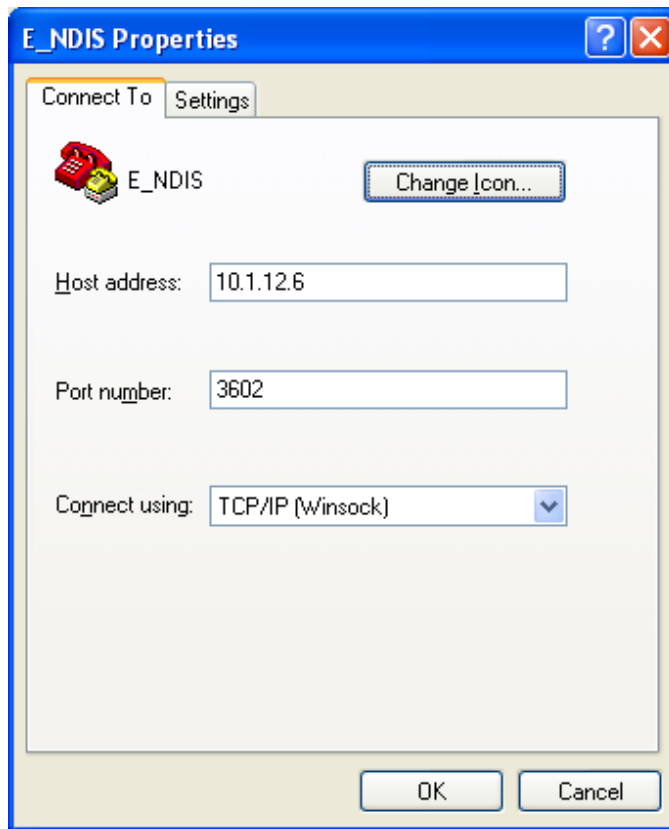 E_NDIS Properties
Connect To
Settings
E_NDIS
Change Icon...
Host address: 10.1.12.6
Port number: 3602
Connect using: TCP/IP (Winsock)
OK
Cancel